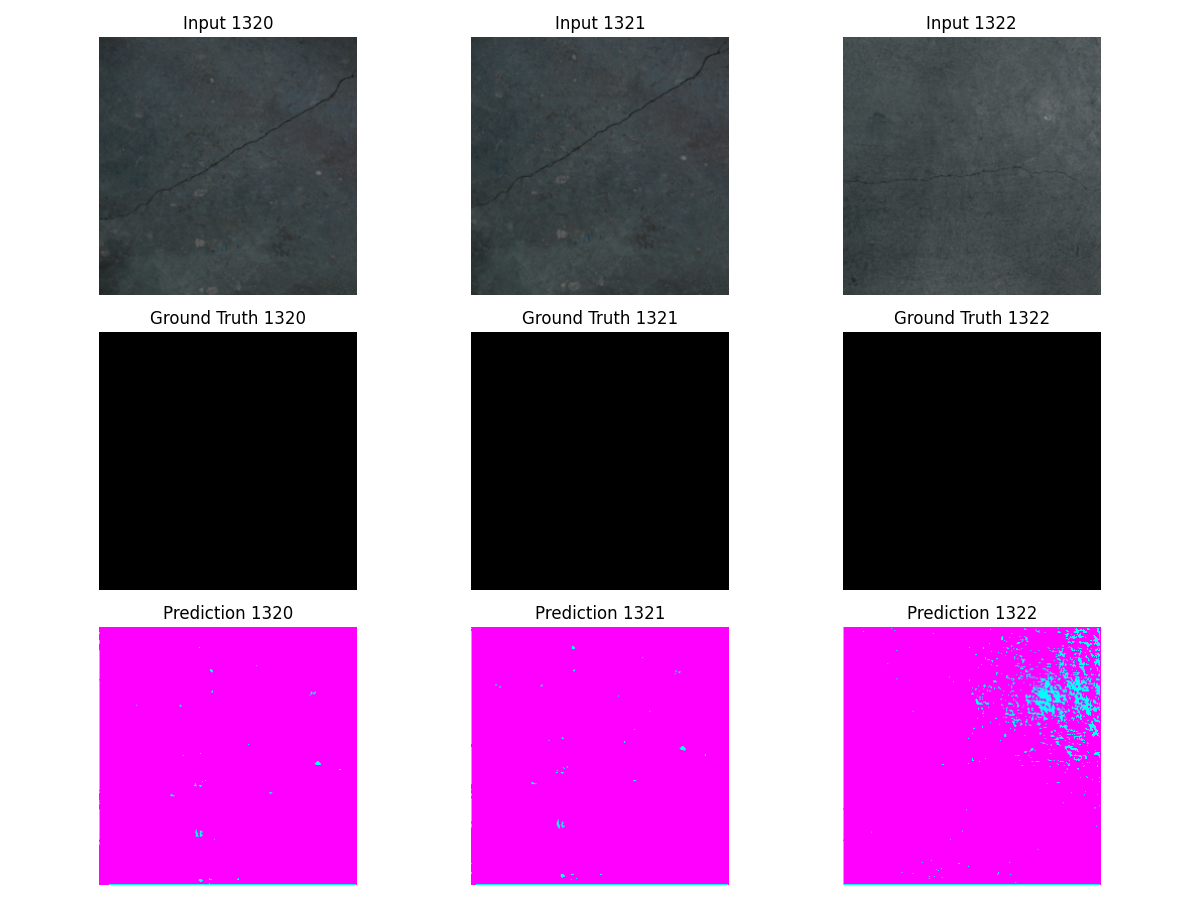 Input 1320
Input 1321
Input 1322
Ground Truth 1320
Ground Truth 1321
Ground Truth 1322
Prediction 1320
Prediction 1321
Prediction 1322